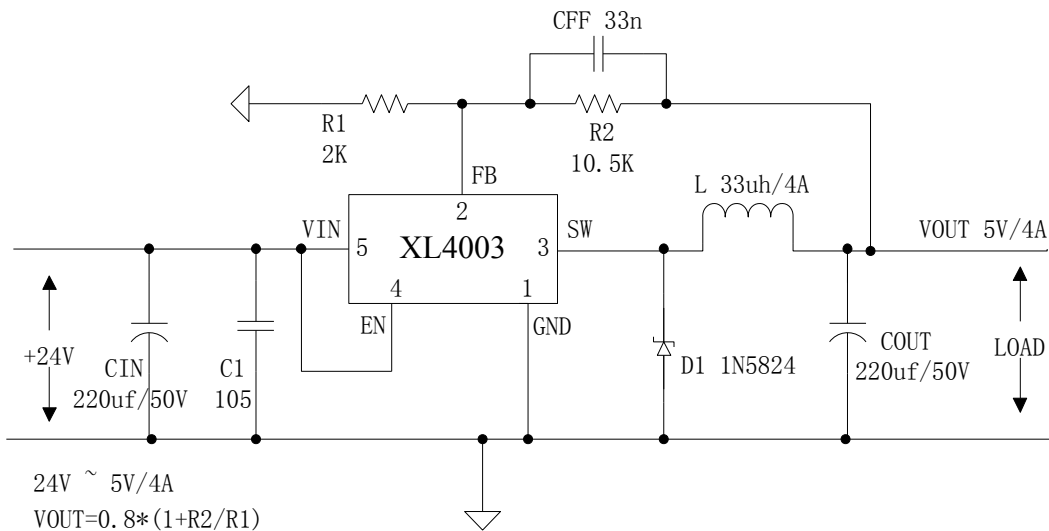 CFF 33n
R1
2K
R2
10.5K
FB
2
L 33uh/4A
VIN
5
XL4003
3
SW
VOUT 5V/4A
4
1
EN
GND
+24V
CIN
220uf/50V
C1
105
D1 1N5824
COUT
220uf/50V
LOAD
24V ~ 5V/4A
VOUT=0.8*(1+R2/R1)